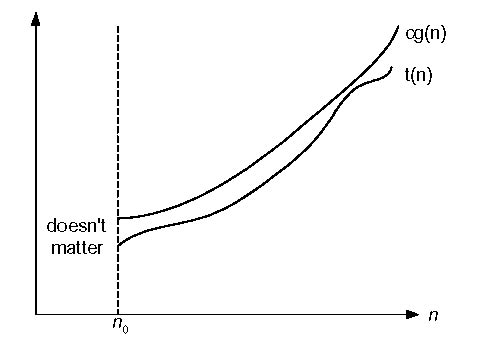 cg(n)
t(n)
doesn't
matter
n₀
n